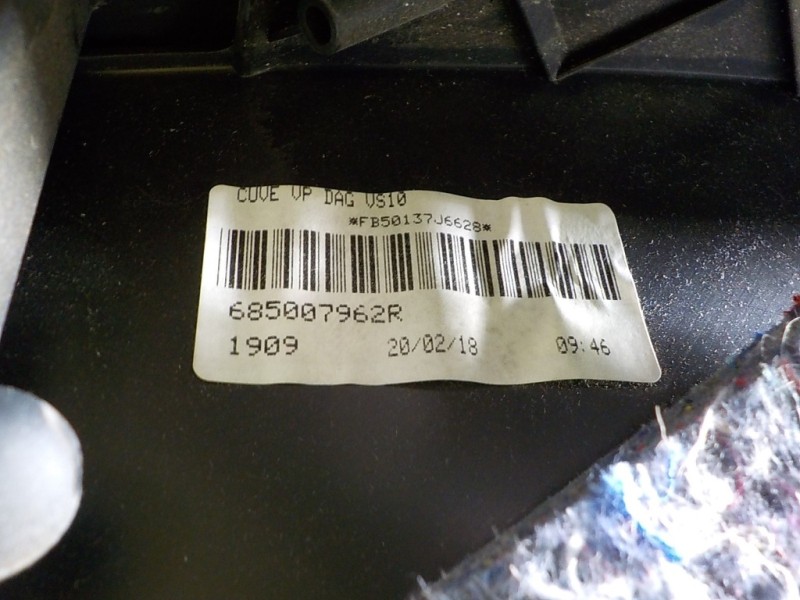 CUVE VP DAG VS10
*FB50137J6628*
685007962R
1909 20/02/18 09:46